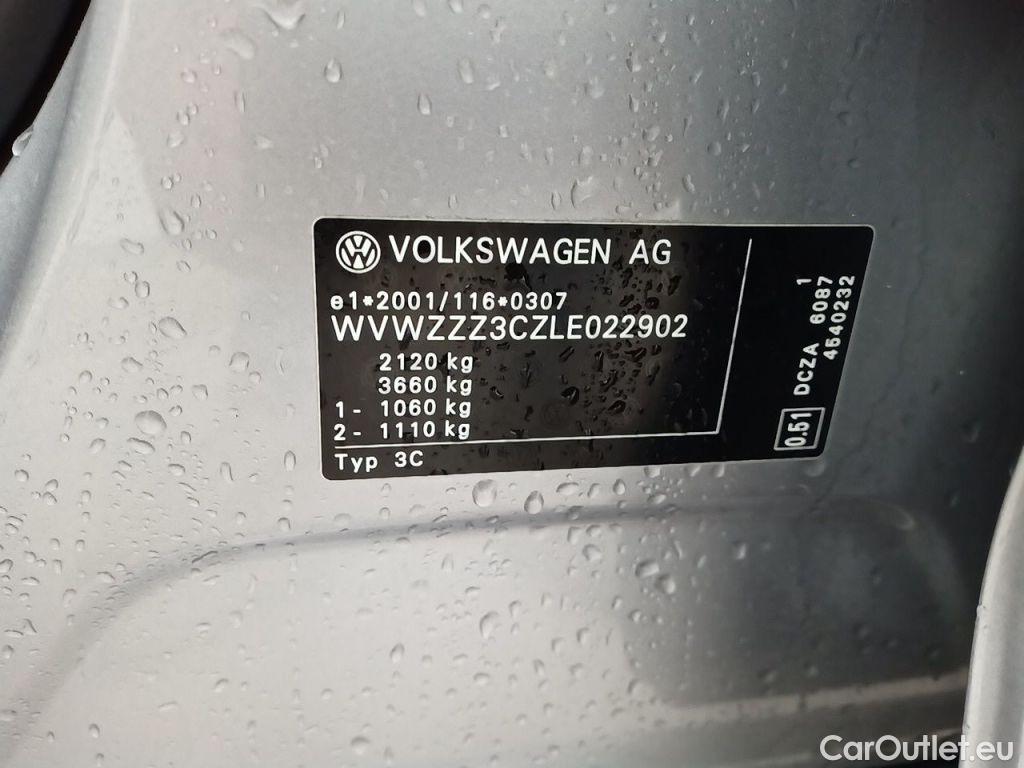 VOLKSWAGEN AG
e1*2001/116*0307
WVWZZZ3CZLE022902
2120 kg
3660 kg
1- 1060 kg
2- 1110 kg
Typ 3C
0.51
DCZA 6087 1
4540232
CarOutlet.eu